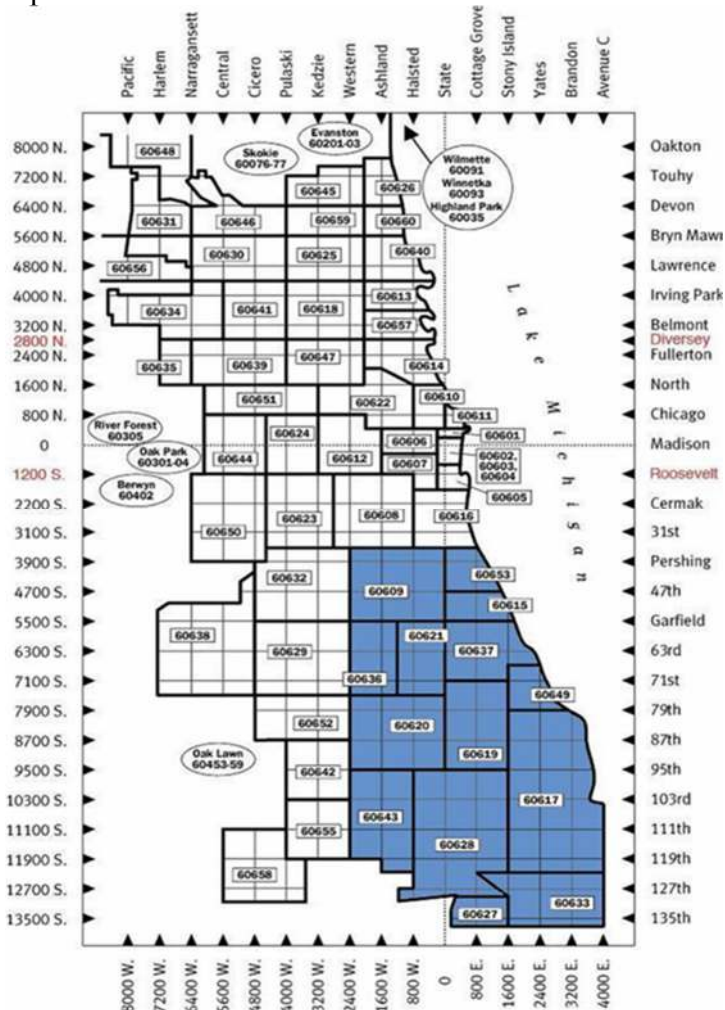 Pacific
Harlem
Narragansett
Central
Cicero
Pulaski
Kedzie
Western
Ashland
Halsted
State
Cottage Grove
Stony Island
Yates
Brandon
Avenue C
8000 N.
7200 N.
6400 N.
5600 N.
4800 N.
4000 N.
3200 N.
2800 N.
2400 N.
1600 N.
800 N.
0
1200 S.
2200 S.
3100 S.
3900 S.
4700 S.
5500 S.
6300 S.
7100 S.
7900 S.
8700 S.
9500 S.
10300 S.
11100 S.
11900 S.
12700 S.
13500 S.
Evanston
60201-03
Skokie
60076-77
Wilmette
60091
Winnetka
60093
Highland Park
60035
60648
60645
60626
60631
60646
60659
60660
60656
60630
60625
60640
60634
60641
60618
60613
60657
60635
60639
60647
60614
60651
60622
60610
60611
River Forest
60305
60624
60606
60601
Oak Park
60301-04
60644
60612
60607
60602,
60603,
60604
Berwyn
60402
60605
60650
60623
60608
60616
60632
60609
60653
60615
60638
60629
60621
60637
60636
60649
60652
60620
60619
Oak Lawn
60453-59
60642
60617
60643
60655
60628
60658
60627
60633
Lake Michisan
Oakton
Touhy
Devon
Bryn Mawr
Lawrence
Irving Park
Belmont
Diversey
Fullerton
North
Chicago
Madison
Roosevelt
Cermak
31st
Pershing
47th
Garfield
63rd
71st
79th
87th
95th
103rd
111th
119th
127th
135th
8000 W.
7200 W.
6400 W.
5600 W.
4800 W.
4000 W.
3200 W.
2400 W.
1600 W.
800 W.
0
800 E.
1600 E.
2400 E.
3200 E.
4000 E.